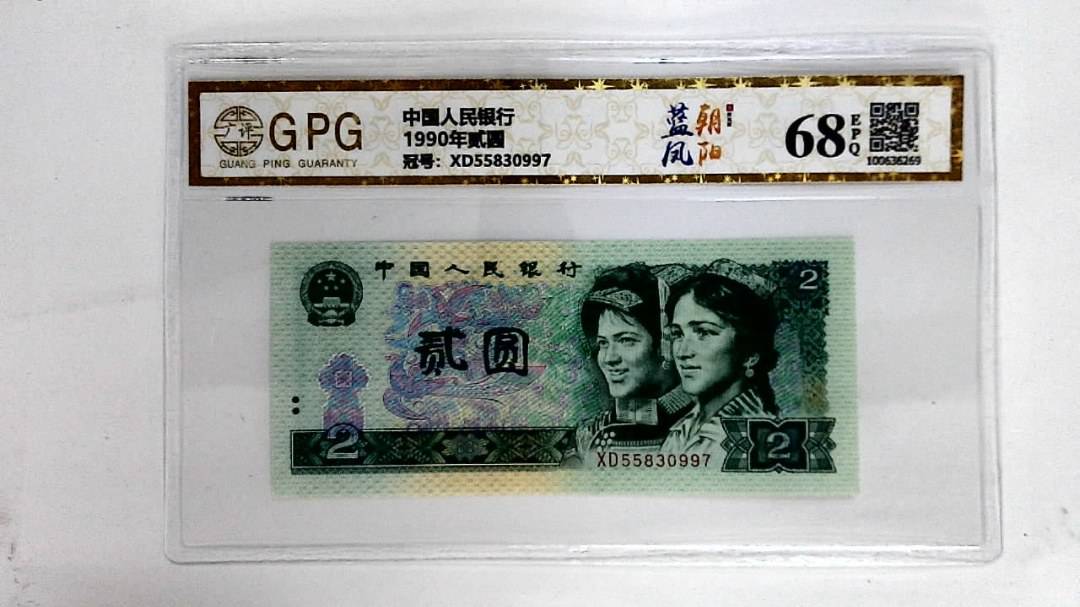 广评
GPG
GUANG PING GUARANTY
中国人民银行
1990年贰圆
冠号：XD55830997
蓝凤
朝阳
68 EPQ
100636269
中国人民银行
2
贰圆
2
XD55830997
2